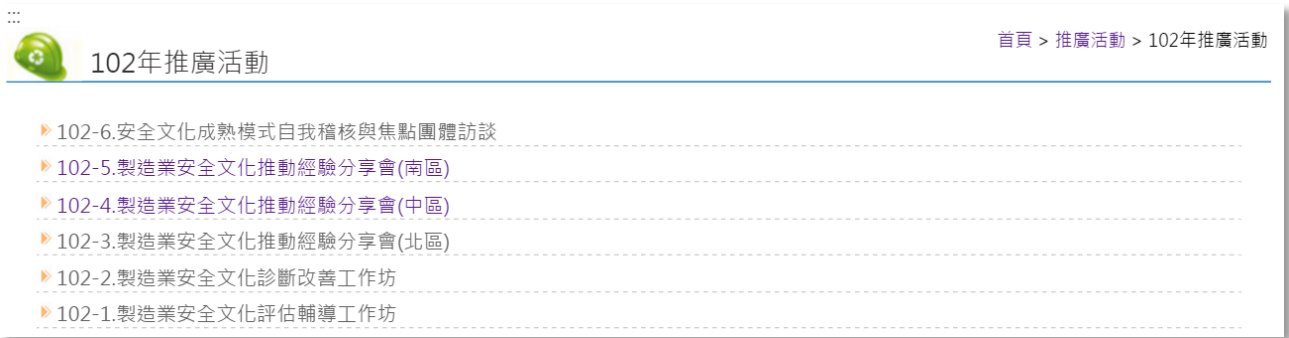 :::
首頁 > 推廣活動 > 102年推廣活動
102年推廣活動
102-6.安全文化成熟模式自我稽核與焦點團體訪談
102-5.製造業安全文化推動經驗分享會(南區)
102-4.製造業安全文化推動經驗分享會(中區)
102-3.製造業安全文化推動經驗分享會(北區)
102-2.製造業安全文化診斷改善工作坊
102-1.製造業安全文化評估輔導工作坊